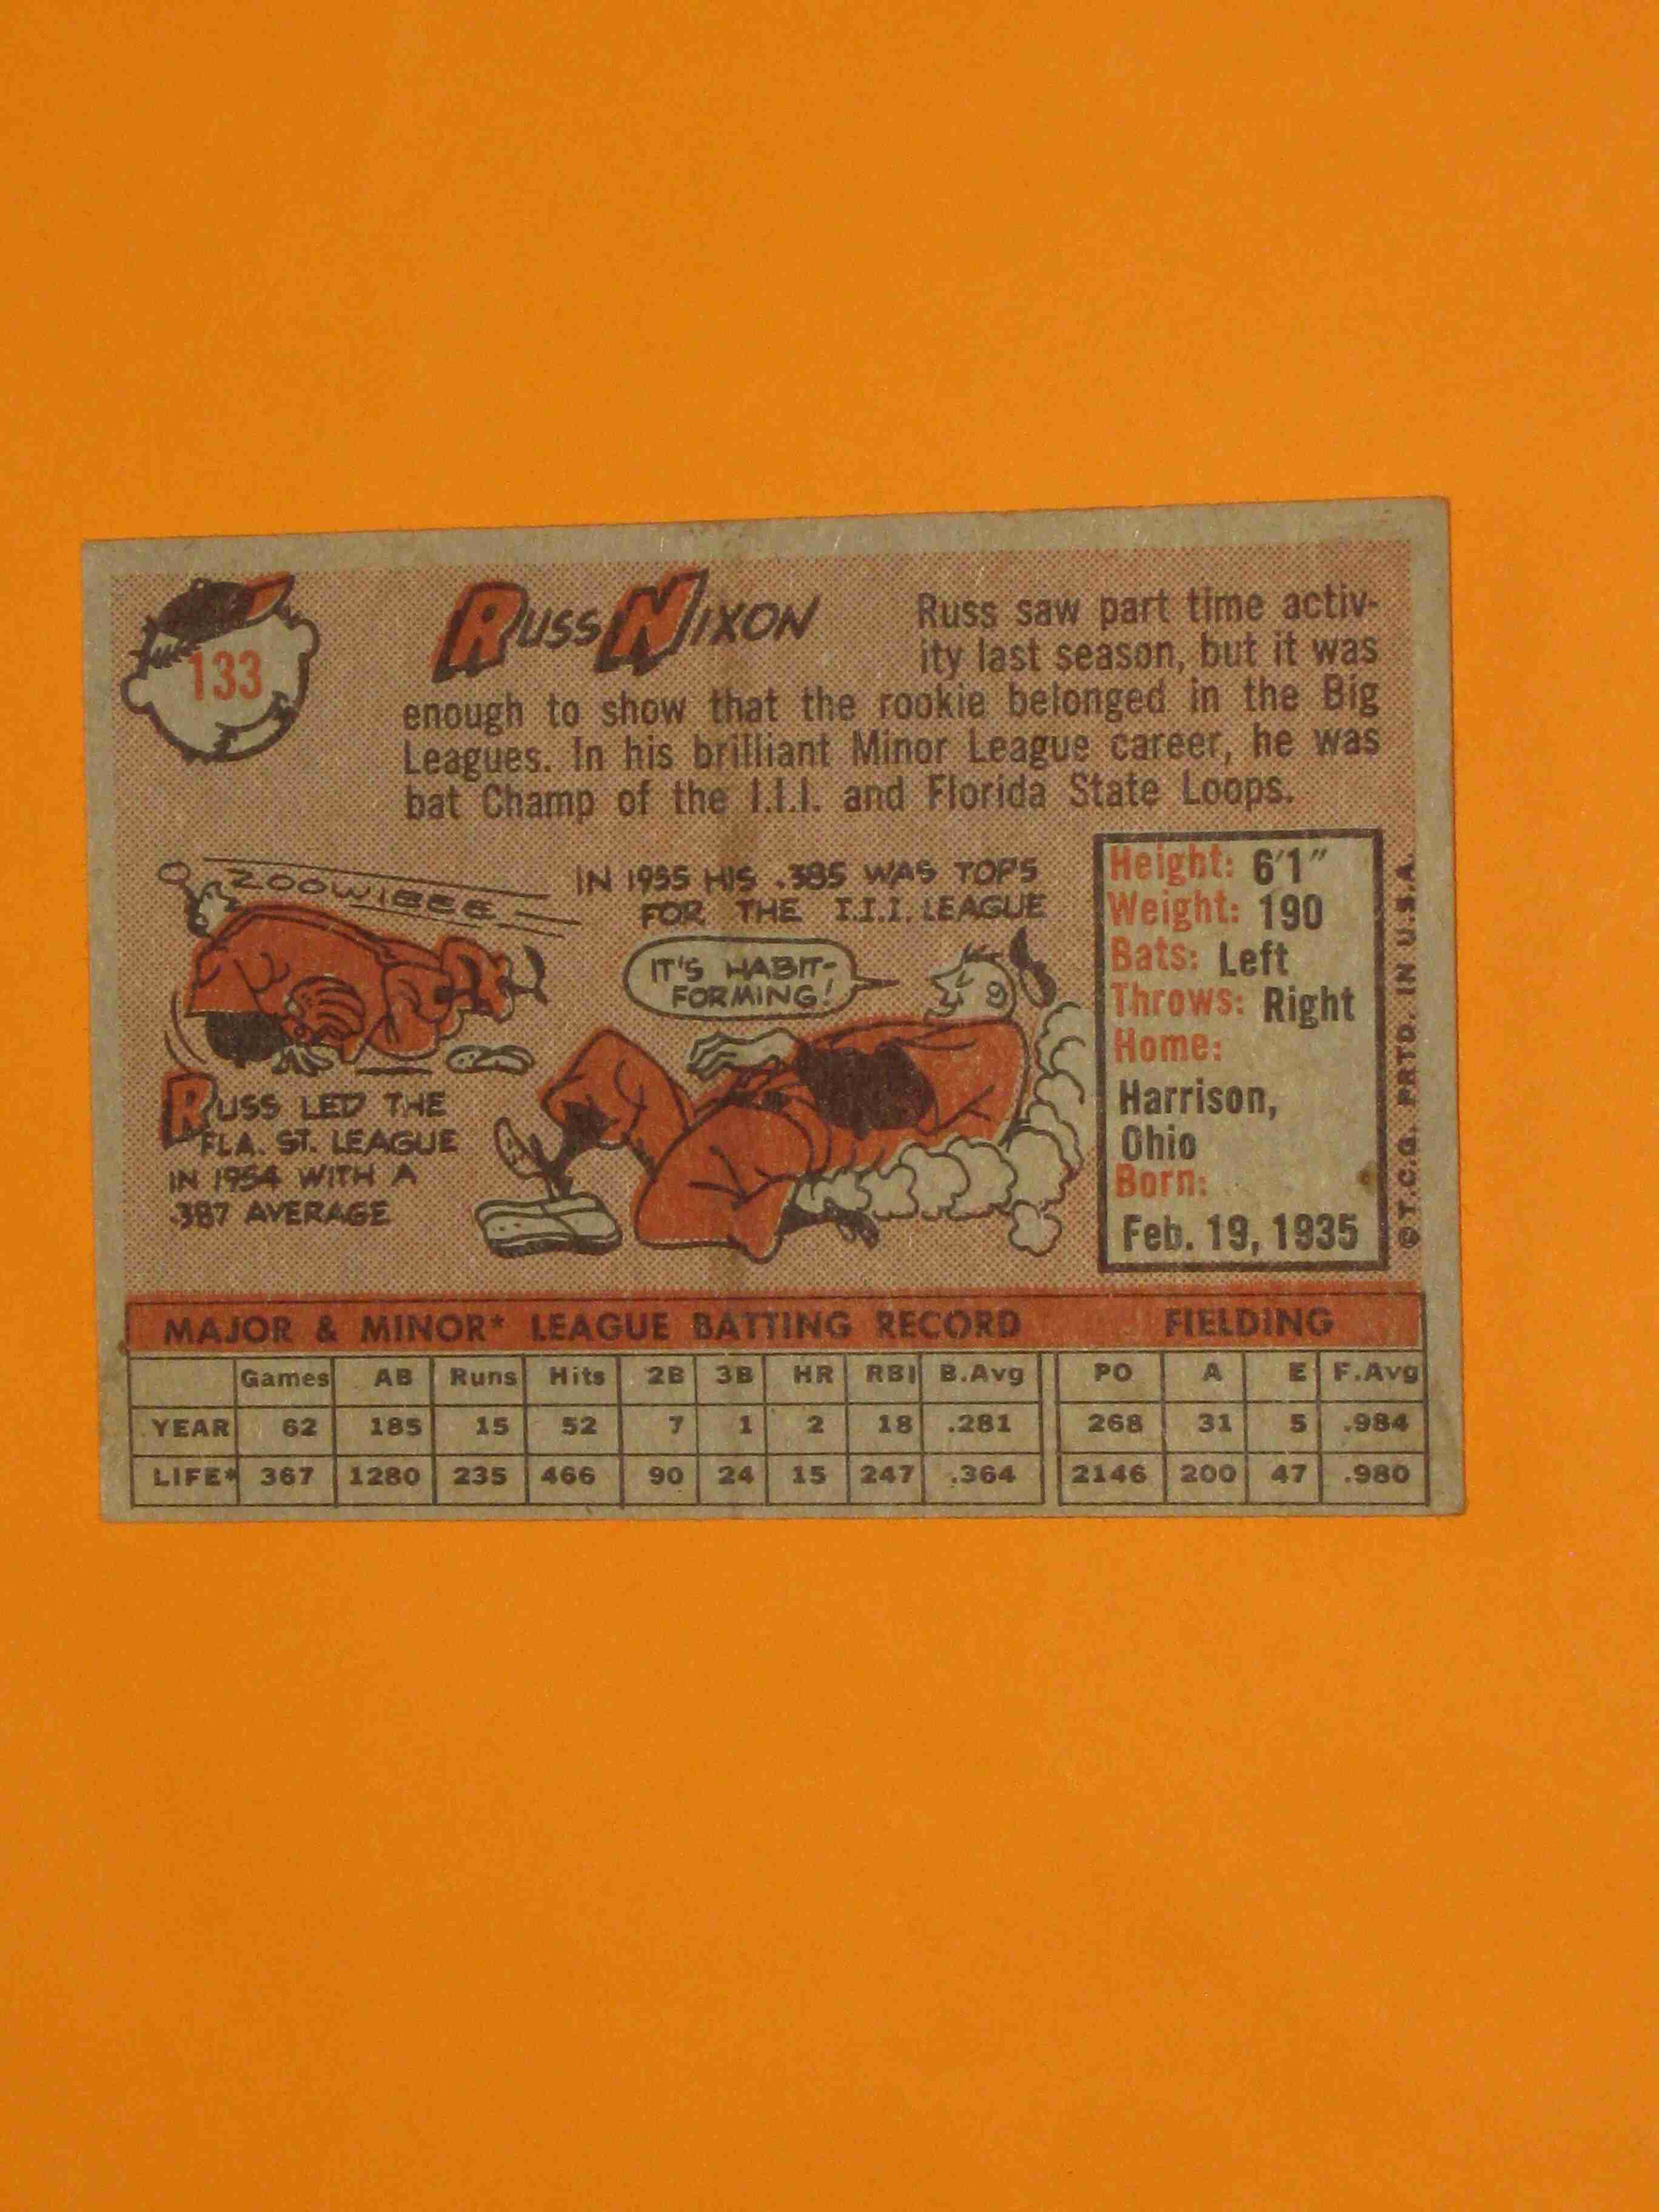 133
RUSS NIXON
Russ saw part time activ-
ity last season, but it was
enough to show that the rookie belonged in the Big
Leagues. In his brilliant Minor League career, he was
bat Champ of the I.I.I. and Florida State Loops.
ZOOWIEEE
IN 1955 HIS .385 WAS TOPS
FOR THE I.I.I. LEAGUE
IT'S HABIT-
FORMING!
RUSS LED THE
FLA. ST. LEAGUE
IN 1954 WITH A
.387 AVERAGE
Height: 6'1"
Weight: 190
Bats: Left
Throws: Right
Home:
Harrison,
Ohio
Born:
Feb. 19, 1935
© T.C.G. PRTD. IN U.S.A.
MAJOR & MINOR* LEAGUE BATTING RECORD FIELDING
Games AB Runs Hits 2B 3B HR RBI B.Avg PO A E F.Avg
YEAR 62 185 15 52 7 1 2 18 .281 268 31 5 .984
LIFE* 367 1280 235 466 90 24 15 247 .364 2146 200 47 .980